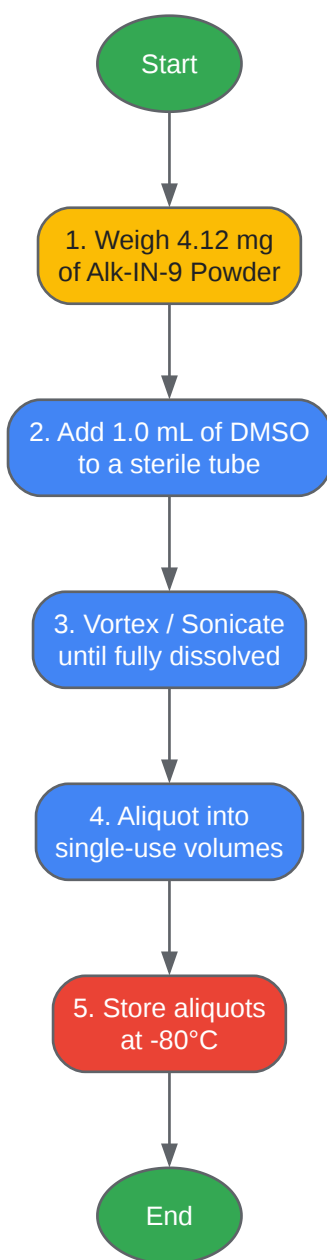 Start
1. Weigh 4.12 mg
of Alk-IN-9 Powder
2. Add 1.0 mL of DMSO
to a sterile tube
3. Vortex / Sonicate
until fully dissolved
4. Aliquot into
single-use volumes
5. Store aliquots
at -80°C
End